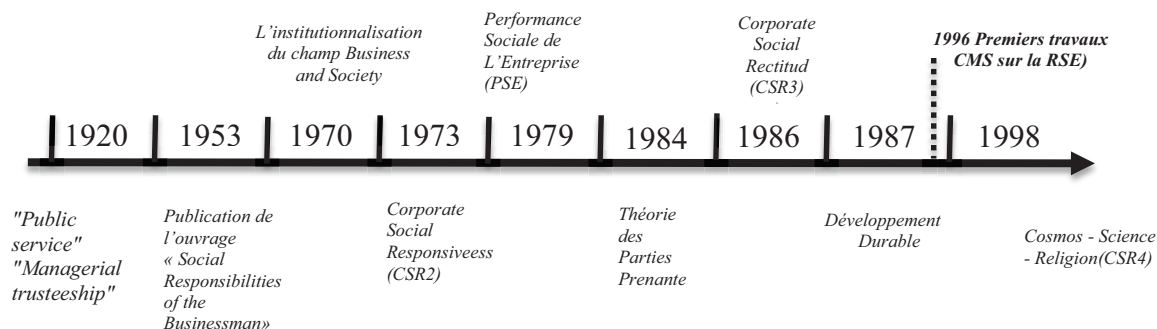 L'institutionnalisation
du champ Business
and Society
Performance
Sociale de
L'Entreprise
(PSE)
Corporate
Social
Rectitud
(CSR3)
1996 Premiers travaux
CMS sur la RSE)
1920
1953
1970
1973
1979
1984
1986
1987
1998
"Public
service"
"Managerial
trusteeship"
Publication de
l'ouvrage
« Social
Responsibilities
of the
Businessman»
Corporate
Social
Responsiveess
(CSR2)
Théorie
des
Parties
Prenante
Développement
Durable
Cosmos - Science
- Religion(CSR4)